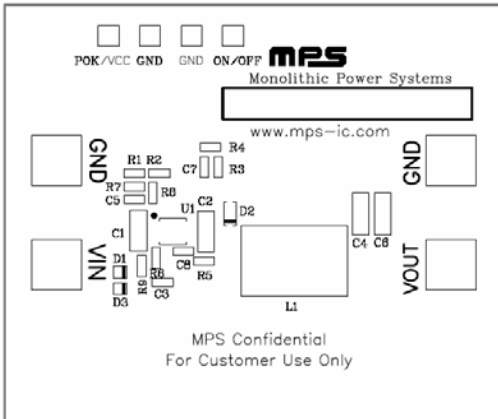 POK/VCC GND GND ON/OFF
MPS
Monolithic Power Systems
www.mps-ic.com
GND
GND
R4
R1 R2
C7 R3
R7
R8
C5
U1
C2
D2
C1
C4 C6
VIN
VOUT
D1
R6
C8
R5
R9
D3
C3
L1
MPS Confidential
For Customer Use Only